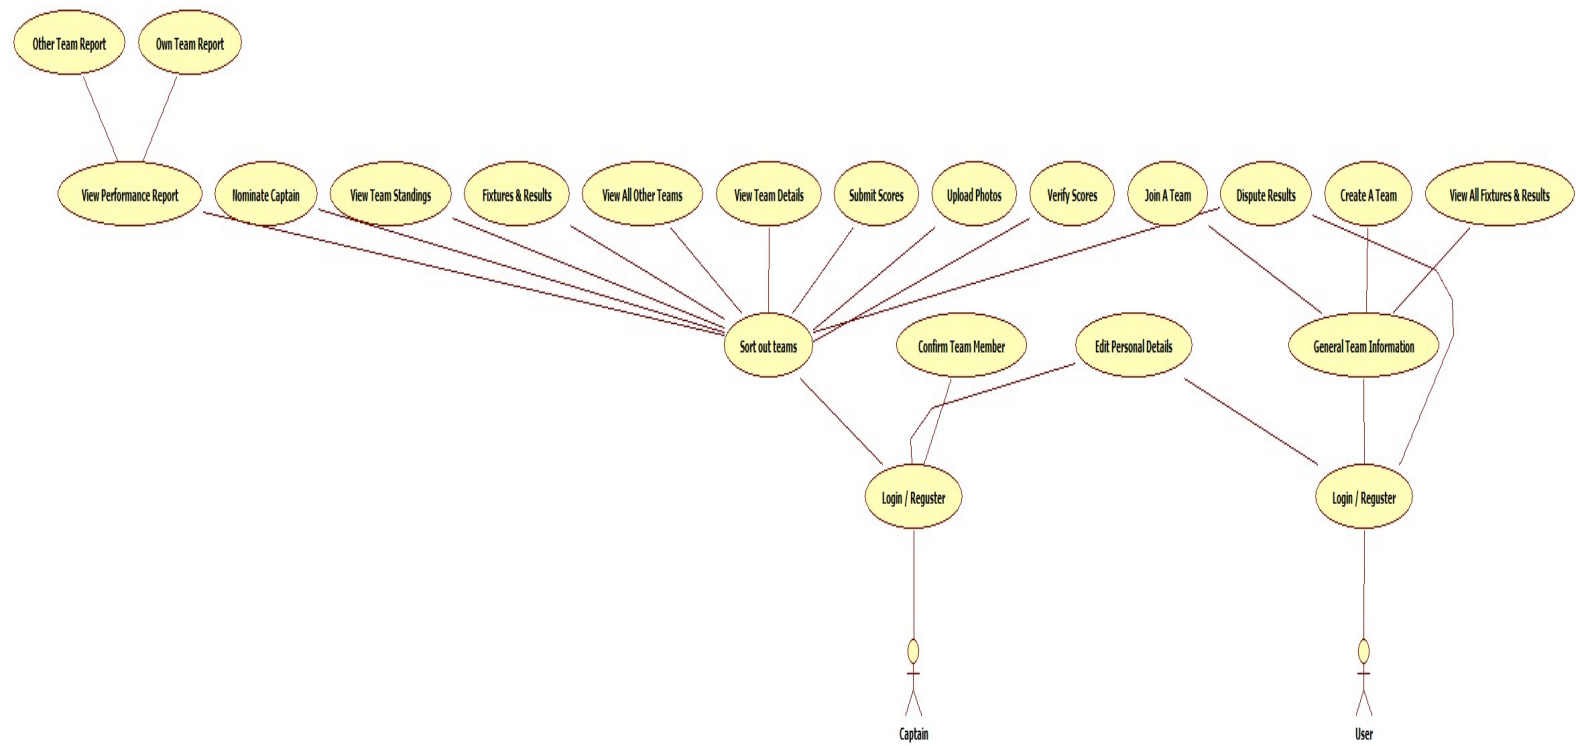 Other Team Report
Own Team Report
View Performance Report
Nominate Captain
View Team Standings
Fixtures & Results
View All Other Teams
View Team Details
Submit Scores
Upload Photos
Verify Scores
Join A Team
Dispute Results
Create A Team
View All Fixtures & Results
Sort out teams
Confirm Team Member
Edit Personal Details
General Team Information
Login / Reguster
Login / Reguster
Captain
User